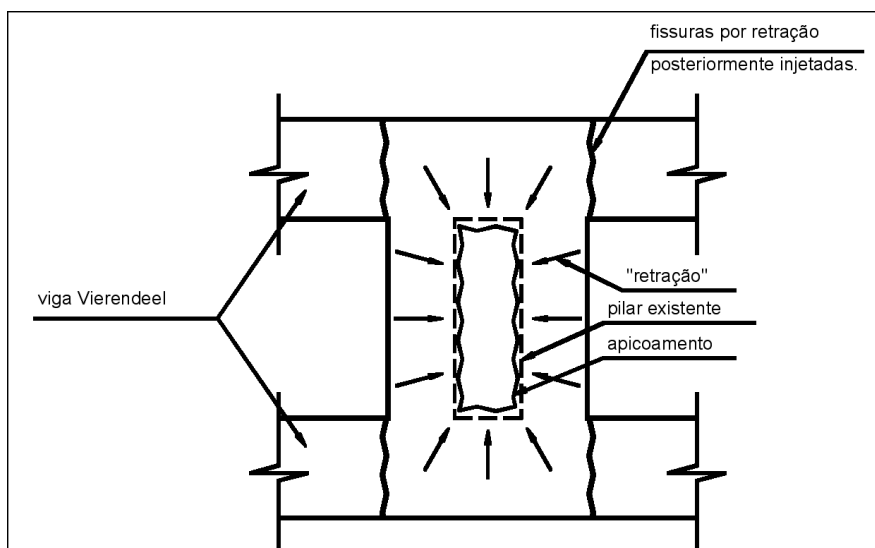 fissuras por retração
posteriormente injetadas.
viga Vierendeel
"retração"
pilar existente
apicoamento